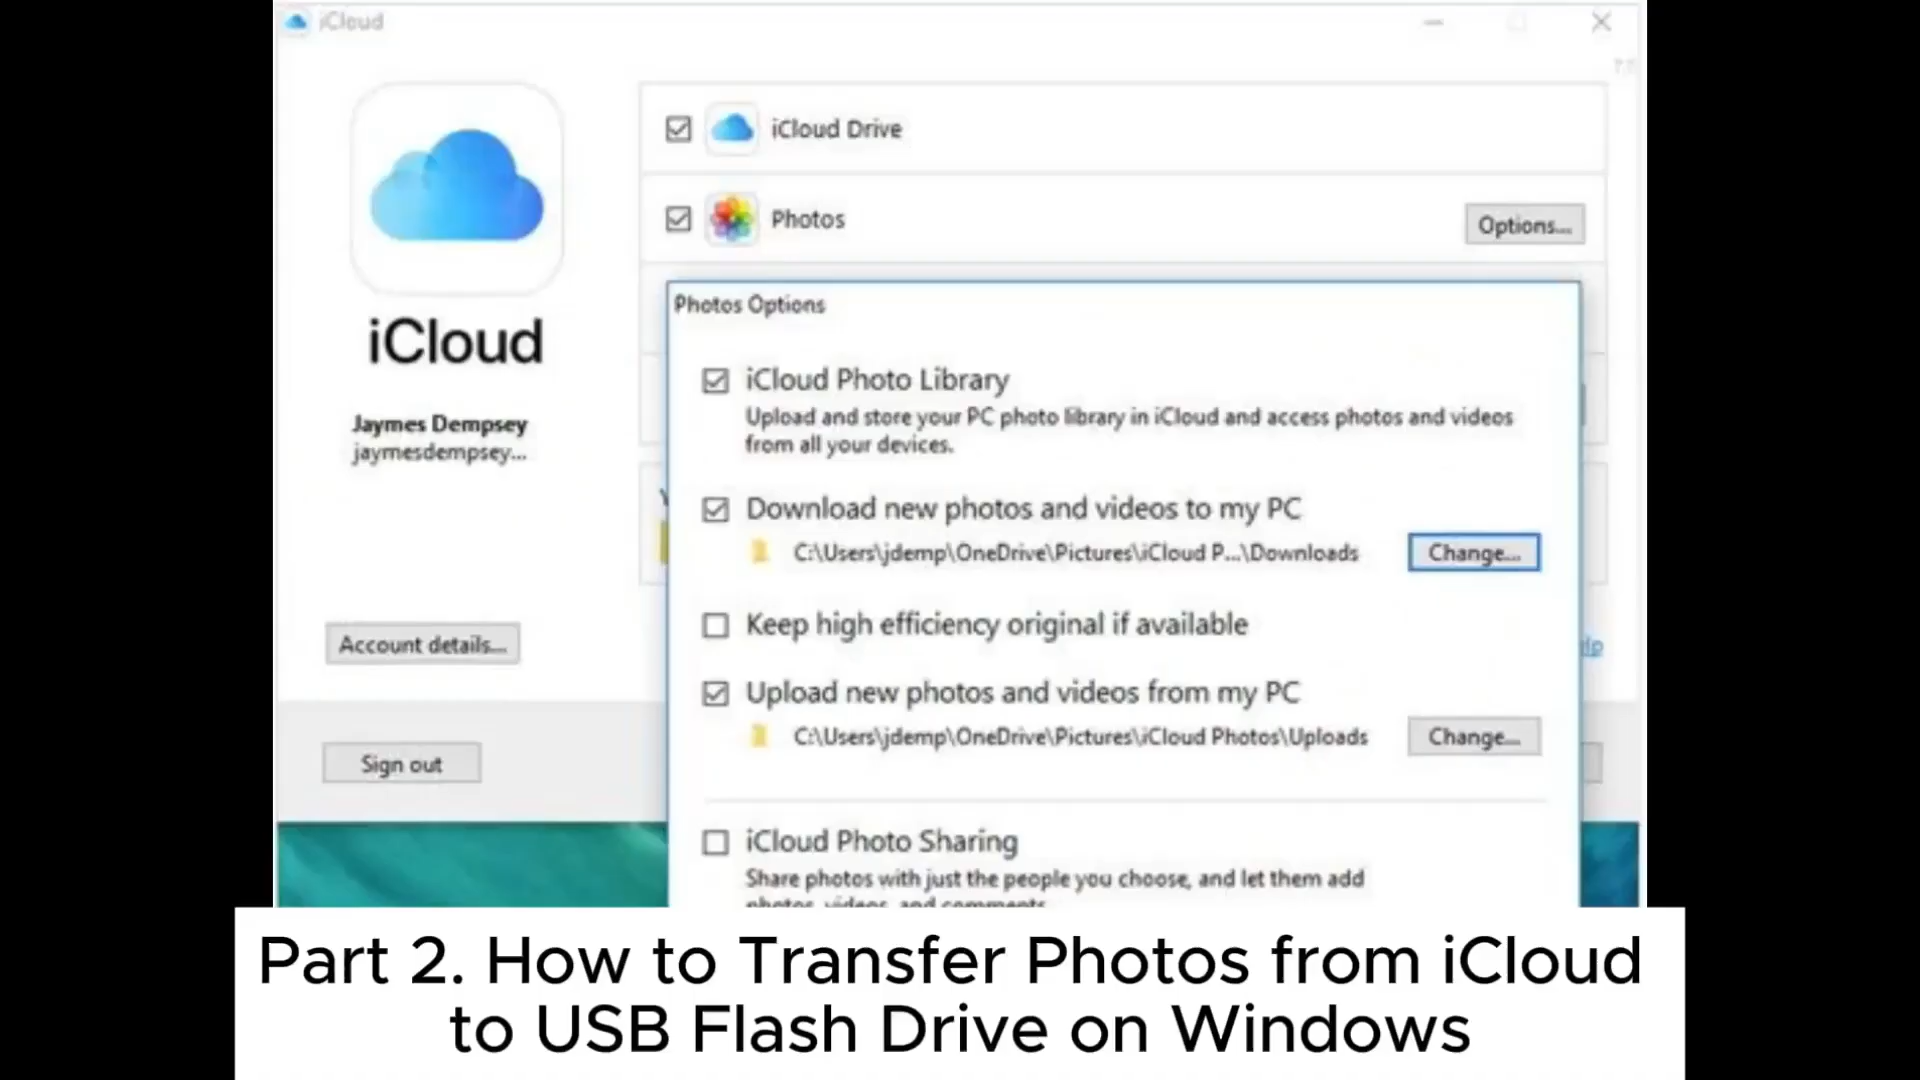 iCloud
iCloud Drive
Photos
Options...
iCloud
Jaymes Dempsey
jaymesdempsey...
Account details...
Sign out
Photos Options
iCloud Photo Library
Upload and store your PC photo library in iCloud and access photos and videos
from all your devices.
Download new photos and videos to my PC
C:\Users\jdemp\OneDrive\Pictures\iCloud P...\Downloads
Change...
Keep high efficiency original if available
Upload new photos and videos from my PC
C:\Users\jdemp\OneDrive\Pictures\iCloud Photos\Uploads
Change...
iCloud Photo Sharing
Share photos with just the people you choose, and let them add
photos, videos, and comments.
Part 2. How to Transfer Photos from iCloud
to USB Flash Drive on Windows